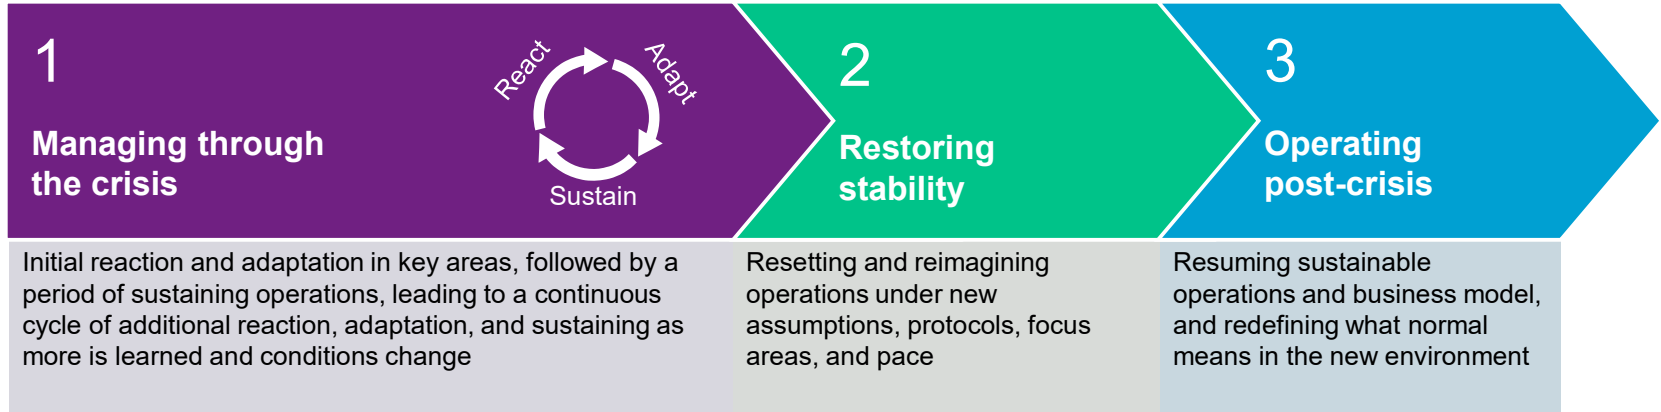 1
React
Adapt
Sustain
Managing through
the crisis
2
Restoring
stability
3
Operating
post-crisis
Initial reaction and adaptation in key areas, followed by a
period of sustaining operations, leading to a continuous
cycle of additional reaction, adaptation, and sustaining as
more is learned and conditions change
Resetting and reimagining
operations under new
assumptions, protocols, focus
areas, and pace
Resuming sustainable
operations and business model,
and redefining what normal
means in the new environment